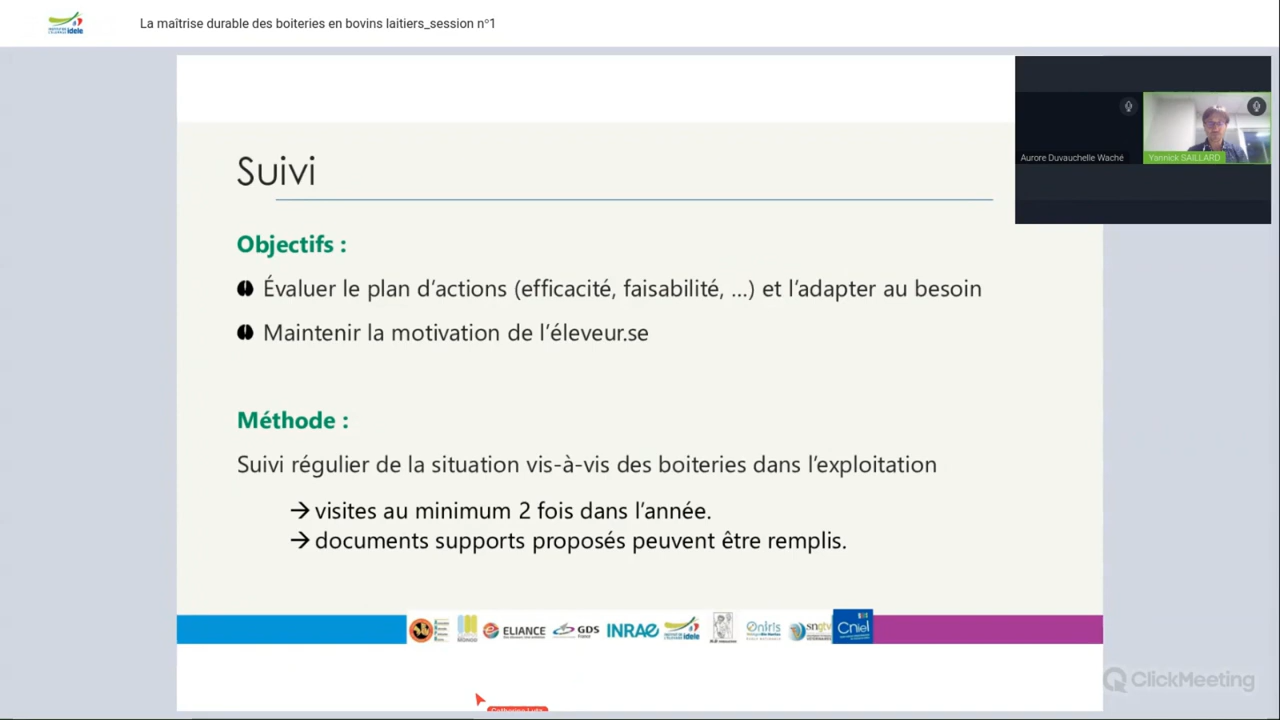 La maîtrise durable des boiteries en bovins laitiers_session n°1
idele
Aurore Duvauchelle Waché
Yannick SAILLARD
Suivi
Objectifs :
Évaluer le plan d'actions (efficacité, faisabilité, ...) et l'adapter au besoin
Maintenir la motivation de l'éleveur.se
Méthode :
Suivi régulier de la situation vis-à-vis des boiteries dans l'exploitation
→ visites au minimum 2 fois dans l'année.
→ documents supports proposés peuvent être remplis.
ELIANCE
GDS
France
INRAE
idele
Oniris
sngtv
Cniel
ClickMeeting